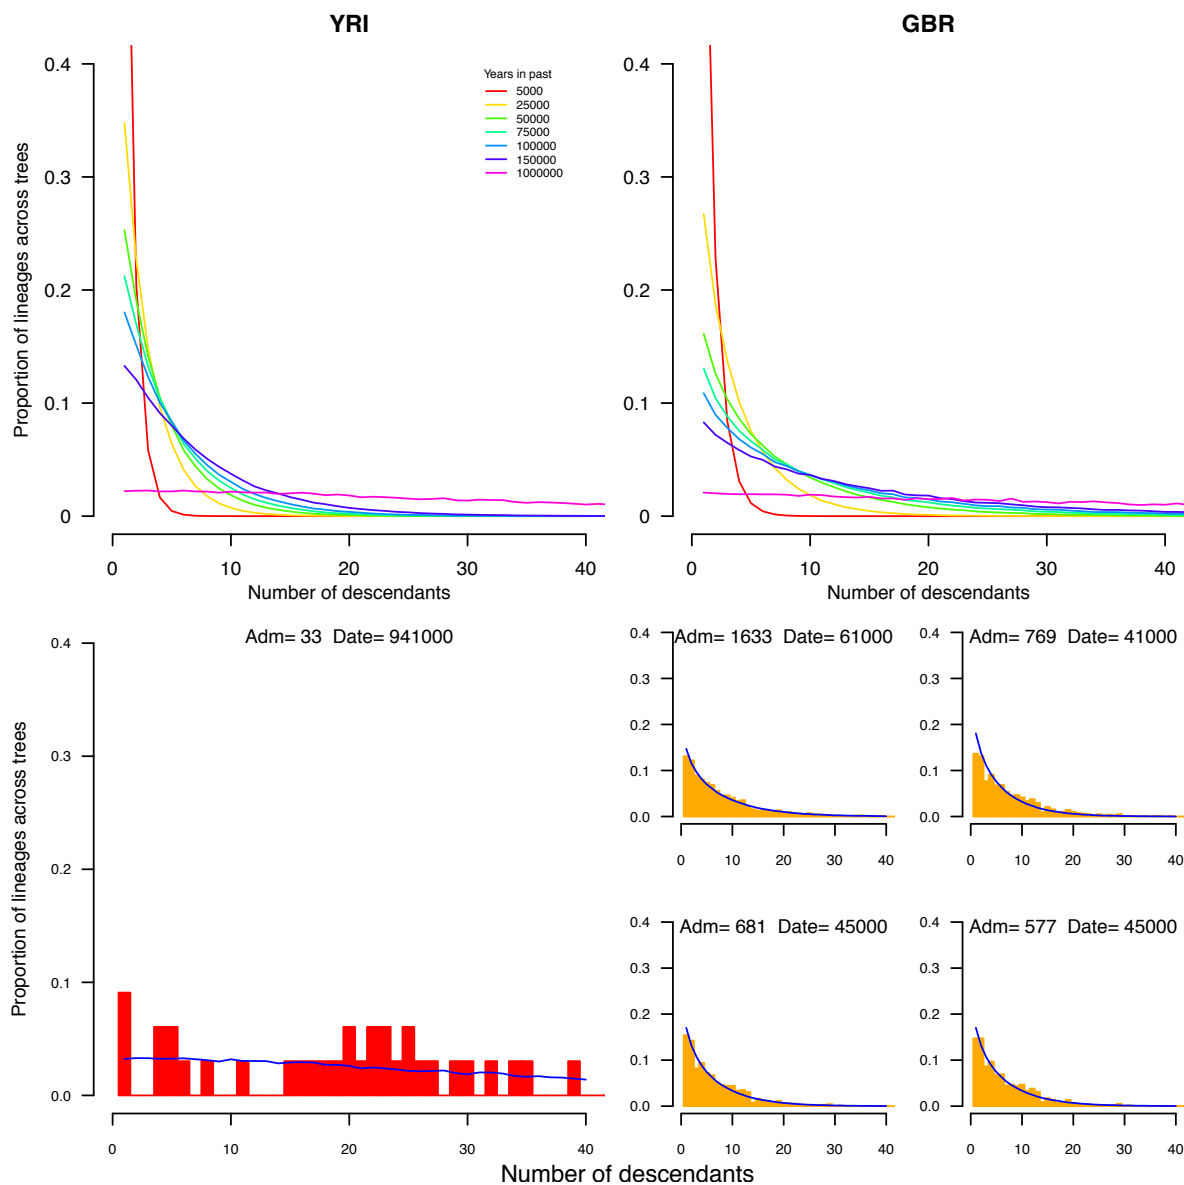 YRI
GBR
Proportion of lineages across trees
0.4
0.3
0.2
0.1
0
0 10 20 30 40
Number of descendants
Years in past
5000
25000
50000
75000
100000
150000
1000000
0.4
0.3
0.2
0.1
0
0 10 20 30 40
Number of descendants
Adm= 33 Date= 941000
Proportion of lineages across trees
0.4
0.3
0.2
0.1
0.0
0 10 20 30 40
Adm= 1633 Date= 61000
0.4
0.3
0.2
0.1
0.0
0 10 20 30 40
Adm= 769 Date= 41000
0.4
0.3
0.2
0.1
0.0
0 10 20 30 40
Adm= 681 Date= 45000
0.4
0.3
0.2
0.1
0.0
0 10 20 30 40
Adm= 577 Date= 45000
0.4
0.3
0.2
0.1
0.0
0 10 20 30 40
Number of descendants